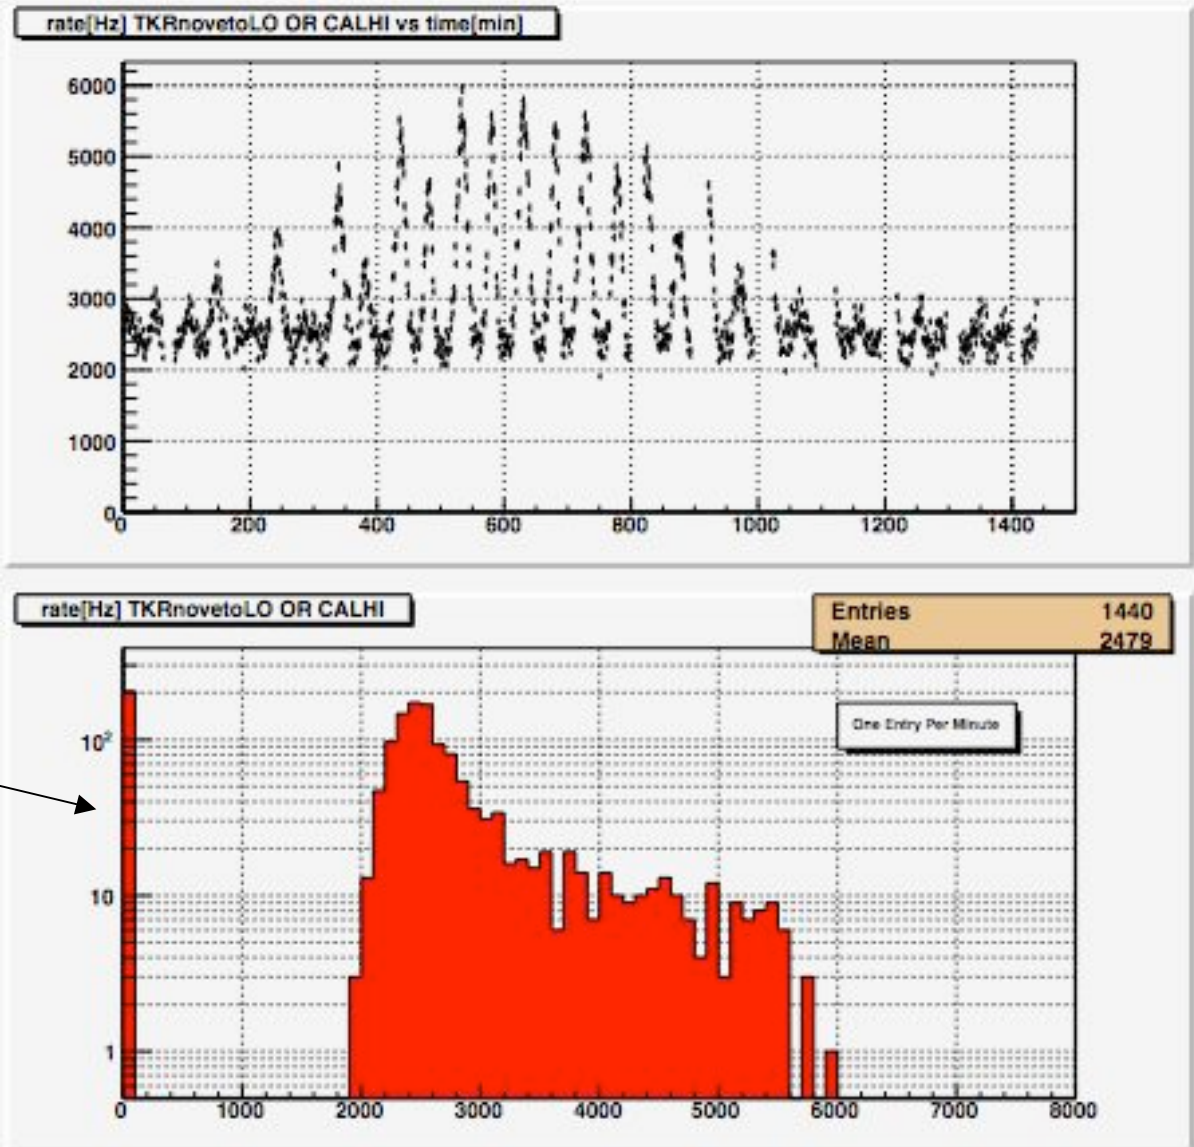 rate[Hz] TKRnovetoLO OR CALHI vs time[min]
6000
5000
4000
3000
2000
1000
0
0 200 400 600 800 1000 1200 1400
rate[Hz] TKRnovetoLO OR CALHI
Entries 1440
Mean 2479
One Entry Per Minute
10²
10
1
0 1000 2000 3000 4000 5000 6000 7000 8000